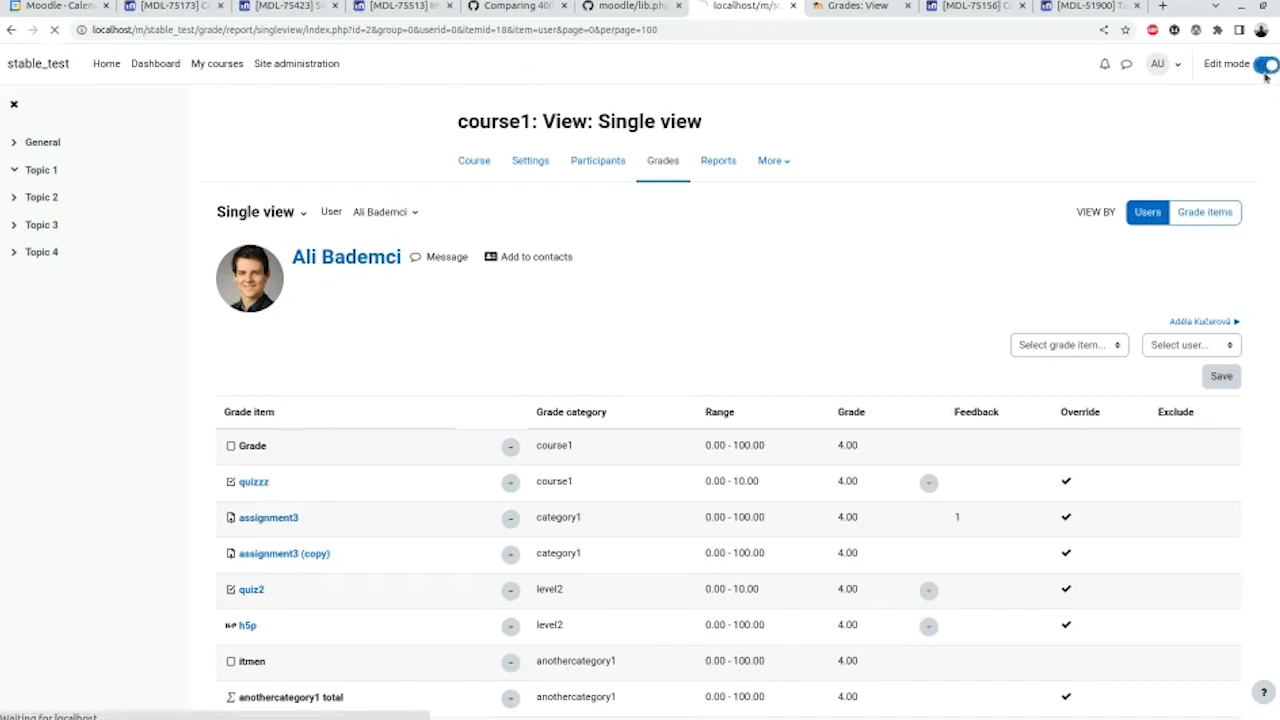 Moodle - Calen
[MDL-75173] C
[MDL-75423] S
[MDL-75513]
Comparing 400
moodle/lib.php
localhost/m/st
Grades: View
[MDL-75156] C
[MDL-51900] T
localhost/m/stable_test/grade/report/singleview/index.php?id=2&group=0&userid=0&itemid=18&item=user&page=0&perpage=100
stable_test Home Dashboard My courses Site administration AU Edit mode
General
Topic 1
Topic 2
Topic 3
Topic 4
course1: View: Single view
Course Settings Participants Grades Reports More
Single view User Ali Bademci VIEW BY Users Grade items
Ali Bademci Message Add to contacts
Adéla Kučerová ►
Select grade item... Select user...
Save
Grade item Grade category Range Grade Feedback Override Exclude
Grade course1 0.00 - 100.00 4.00
quizzz course1 0.00 - 10.00 4.00
assignment3 category1 0.00 - 100.00 4.00 1
assignment3 (copy) category1 0.00 - 100.00 4.00
quiz2 level2 0.00 - 10.00 4.00
H-P h5p level2 0.00 - 100.00 4.00
itmen anothercategory1 0.00 - 100.00 4.00
∑ anothercategory1 total anothercategory1 0.00 - 100.00 4.00
?
Waiting for localhost